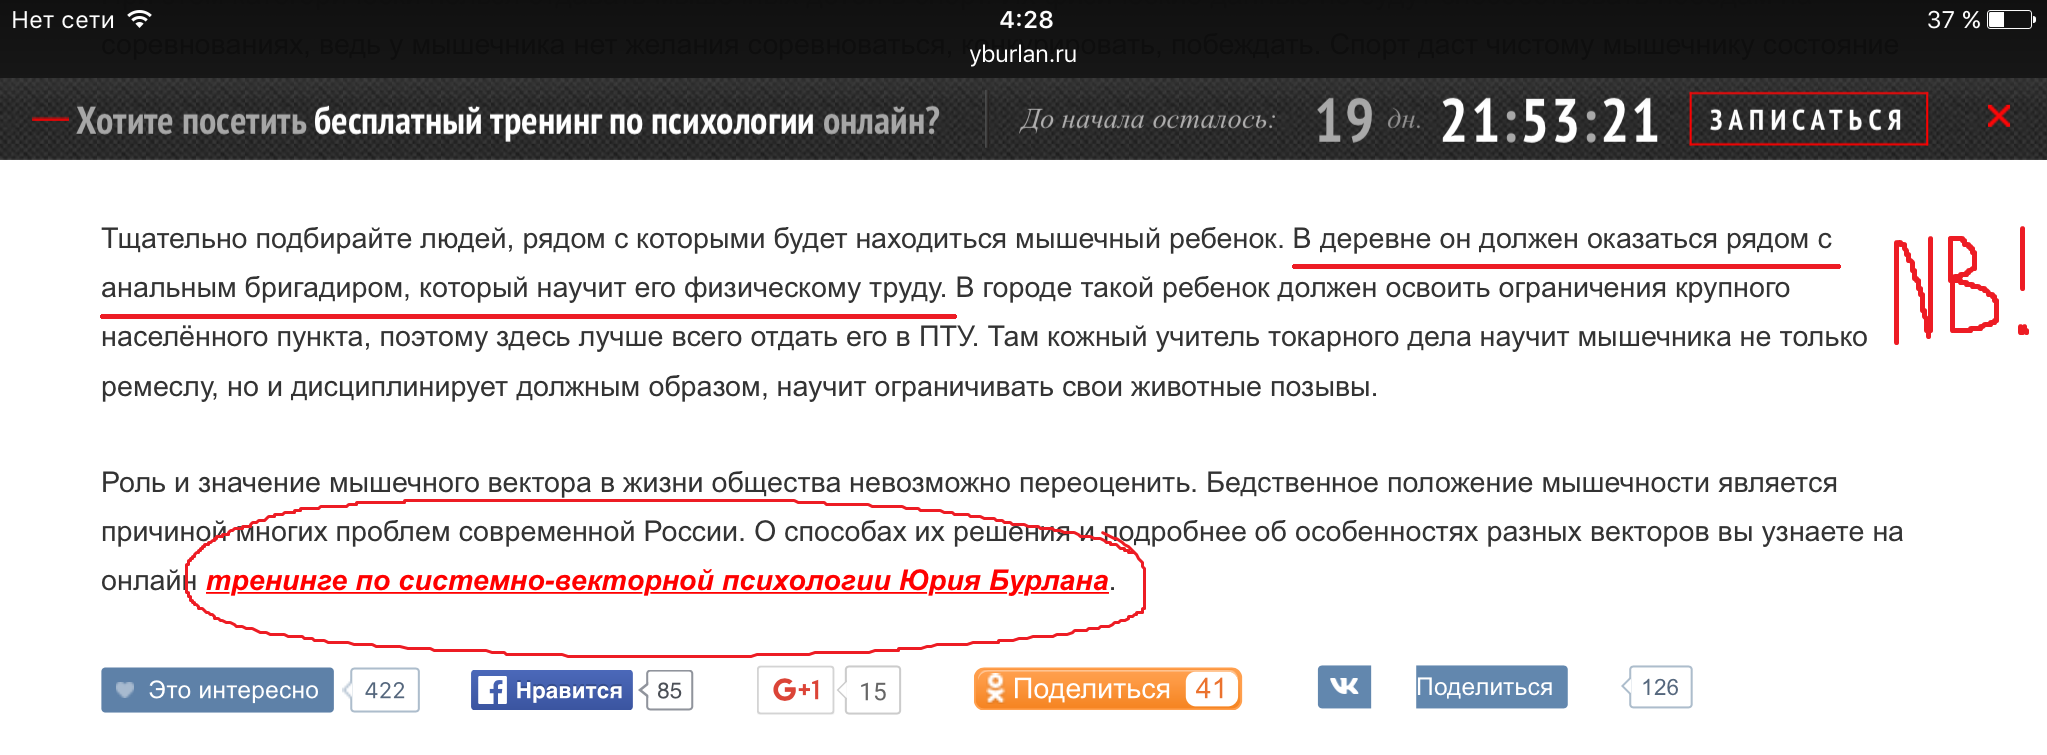 Нет сети 4:28 37 %
соревнованиях, ведь у мышечника нет желания соревноваться, побеждать. Спорт даст чистому мышечнику состояние
yburlan.ru
Хотите посетить бесплатный тренинг по психологии онлайн? До начала осталось: 19 дн. 21:53:21 ЗАПИСАТЬСЯ
Тщательно подбирайте людей, рядом с которыми будет находиться мышечный ребенок. В деревне он должен оказаться рядом с
анальным бригадиром, который научит его физическому труду. В городе такой ребенок должен освоить ограничения крупного
NB!
населённого пункта, поэтому здесь лучше всего отдать его в ПТУ. Там кожный учитель токарного дела научит мышечника не только
ремеслу, но и дисциплинирует должным образом, научит ограничивать свои животные позывы.
Роль и значение мышечного вектора в жизни общества невозможно переоценить. Бедственное положение мышечности является
причиной многих проблем современной России. О способах их решения и подробнее об особенностях разных векторов вы узнаете на
онлайн тренинге по системно-векторной психологии Юрия Бурлана.
Это интересно 422 Нравится 85 G+1 15 Поделиться 41 Поделиться 126